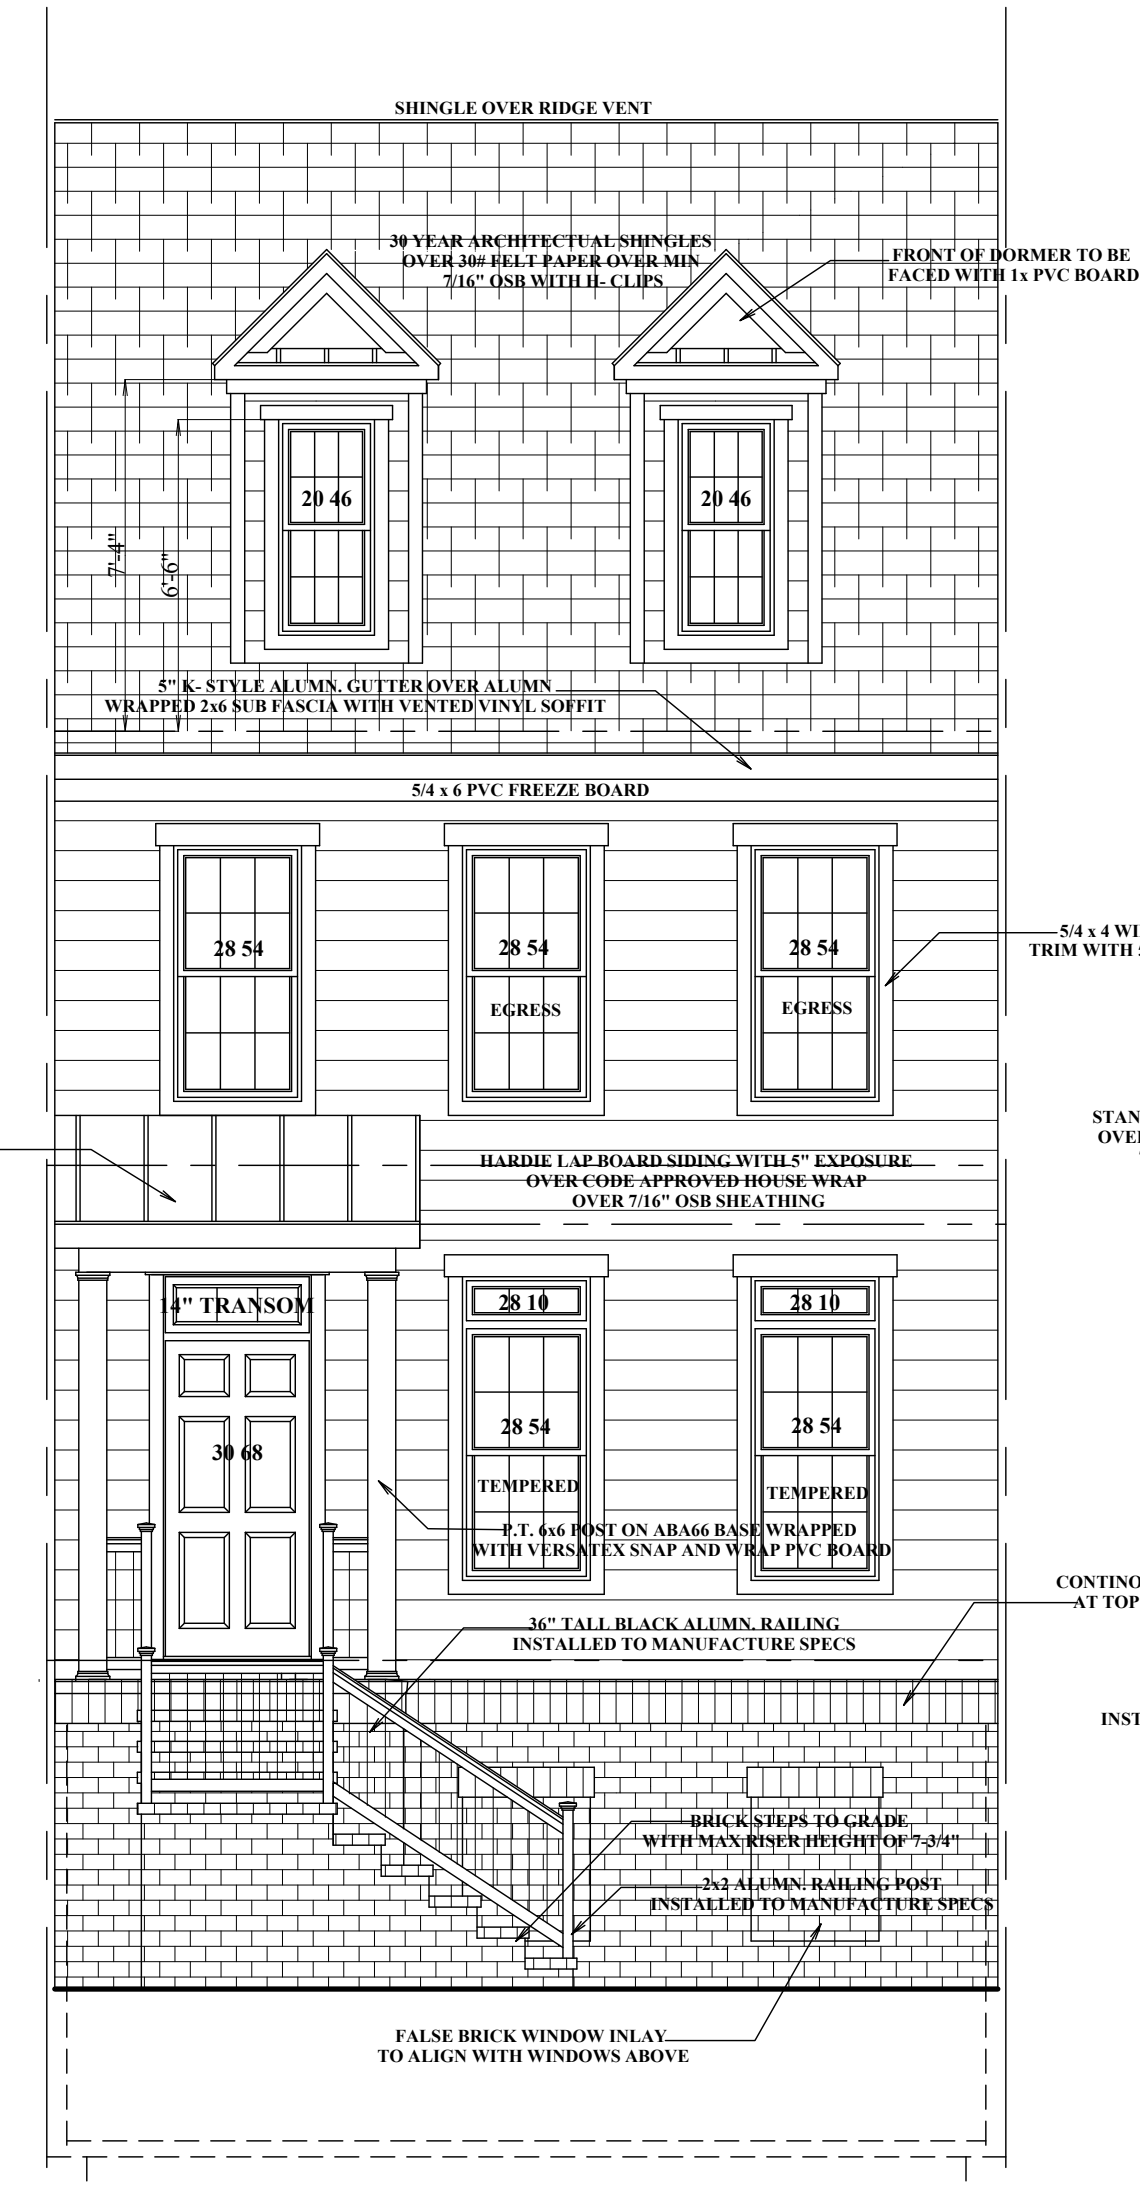 SHINGLE OVER RIDGE VENT
30 YEAR ARCHITECTUAL SHINGLES
OVER 30# FELT PAPER OVER MIN
7/16" OSB WITH H- CLIPS
FRONT OF DORMER TO BE
FACED WITH 1x PVC BOARD
20 46
20 46
7'-4"
6'-6"
5" K- STYLE ALUMN. GUTTER OVER ALUMN
WRAPPED 2x6 SUB FASCIA WITH VENTED VINYL SOFFIT
5/4 x 6 PVC FREEZE BOARD
28 54
28 54
28 54
EGRESS
EGRESS
5/4 x 4
TRIM WITH
HARDIE LAP BOARD SIDING WITH 5" EXPOSURE
OVER CODE APPROVED HOUSE WRAP
OVER 7/16" OSB SHEATHING
14" TRANSOM
28 10
28 10
30 68
28 54
28 54
TEMPERED
TEMPERED
P.T. 6x6 POST ON ABA66 BASE WRAPPED
WITH VERSATEX SNAP AND WRAP PVC BOARD
AT TOP
36" TALL BLACK ALUMN. RAILING
INSTALLED TO MANUFACTURE SPECS
BRICK STEPS TO GRADE
WITH MAX RISER HEIGHT OF 7-3/4"
2x2 ALUMN. RAILING POST
INSTALLED TO MANUFACTURE SPECS
FALSE BRICK WINDOW INLAY
TO ALIGN WITH WINDOWS ABOVE